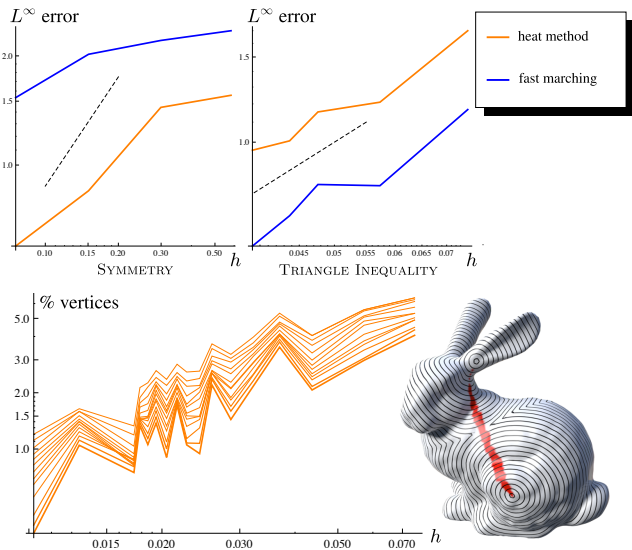 L∞ error
2.0
1.5
1.0
0.10
0.15
0.20
0.30
0.50
h
SYMMETRY
L∞ error
1.5
1.0
0.045
0.05
0.055
0.06
0.065
0.07
h
TRIANGLE INEQUALITY
heat method
fast marching
% vertices
5.0
3.0
2.0
1.5
1.0
0.015
0.020
0.030
0.050
0.070
h